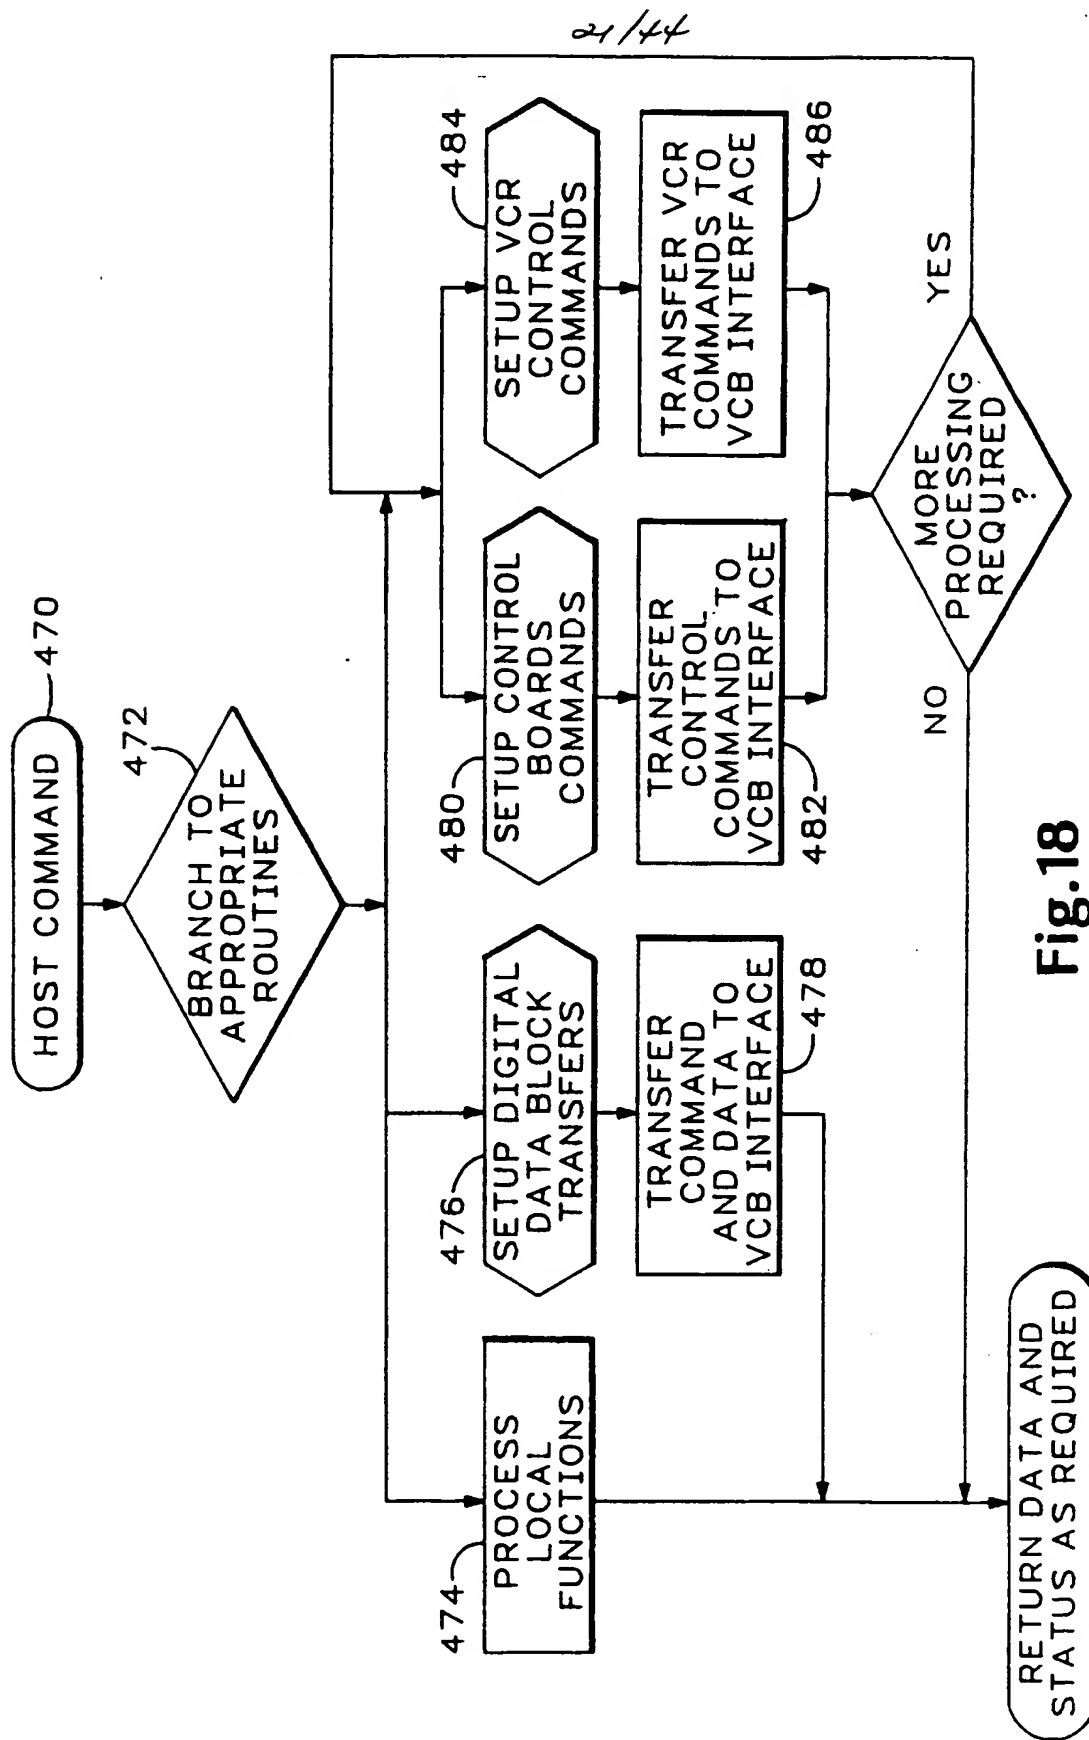 21/44
HOST COMMAND
470
472
BRANCH TO
APPROPRIATE
ROUTINES
474
PROCESS
LOCAL
FUNCTIONS
476
SETUP DIGITAL
DATA BLOCK
TRANSFERS
TRANSFER
COMMAND
AND DATA TO
VCB INTERFACE
478
480
SETUP CONTROL
BOARDS
COMMANDS
TRANSFER
CONTROL
COMMANDS TO
VCB INTERFACE
482
484
SETUP VCR
CONTROL
COMMANDS
TRANSFER VCR
COMMANDS TO
VCB INTERFACE
486
MORE
PROCESSING
REQUIRED
?
YES
NO
RETURN DATA AND
STATUS AS REQUIRED
Fig.18